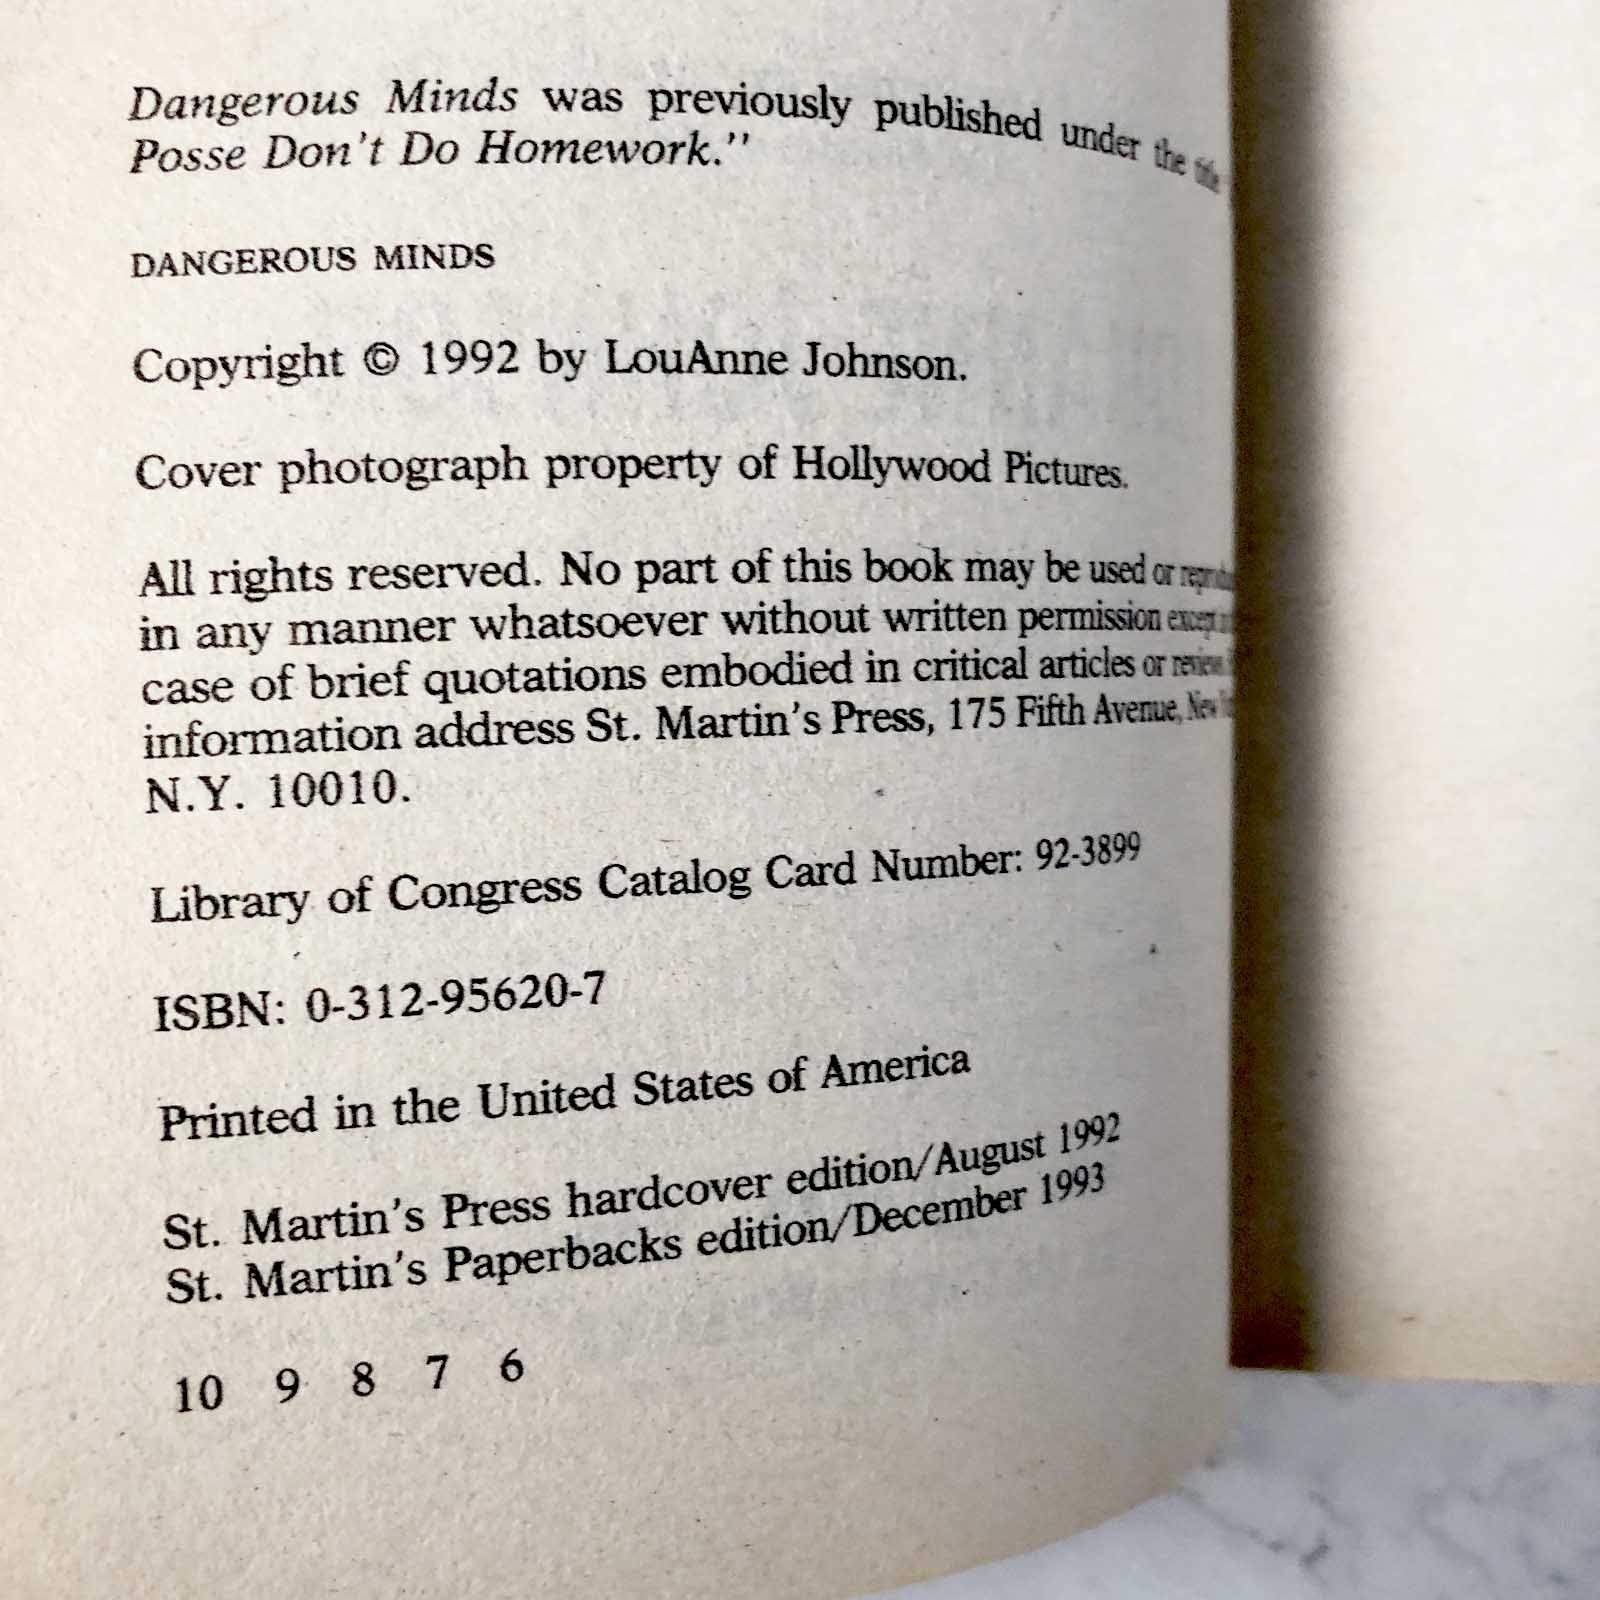 Dangerous Minds was previously published under the title
Posse Don't Do Homework."
DANGEROUS MINDS
Copyright © 1992 by LouAnne Johnson.
Cover photograph property of Hollywood Pictures.
All rights reserved. No part of this book may be used or
in any manner whatsoever without written permission except
case of brief quotations embodied in critical articles or
information address St. Martin's Press, 175 Fifth Avenue, New
N.Y. 10010.
Library of Congress Catalog Card Number: 92-3899
ISBN: 0-312-95620-7
Printed in the United States of America
St. Martin's Press hardcover edition/August 1992
St. Martin's Paperbacks edition/December 1993
10 9 8 7 6